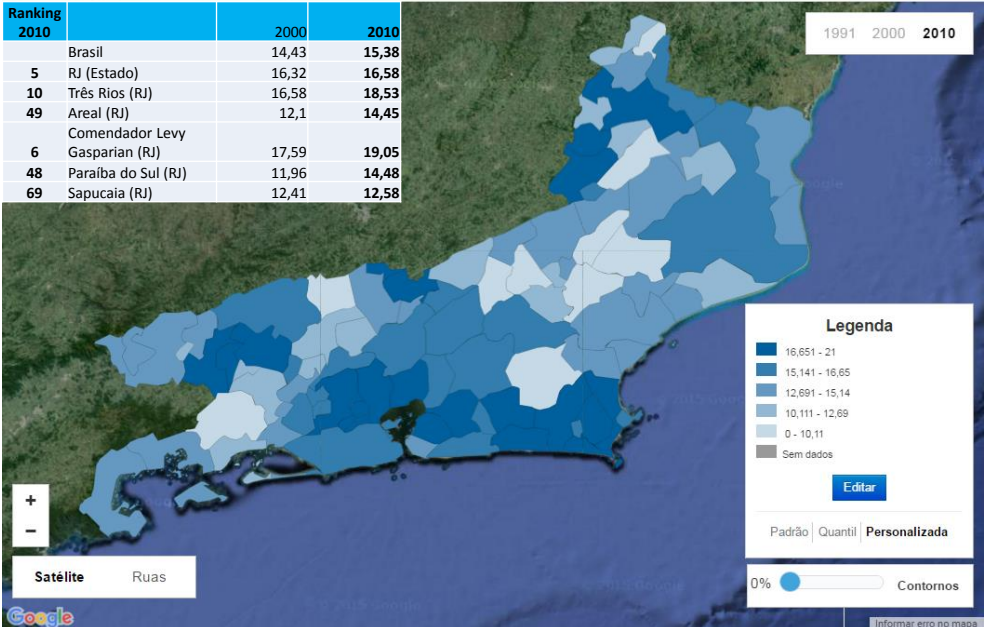 Ranking
2010 2000 2010
Brasil 14,43 15,38
5 RJ (Estado) 16,32 16,58
10 Três Rios (RJ) 16,58 18,53
49 Areal (RJ) 12,1 14,45
Comendador Levy
6 Gasparian (RJ) 17,59 19,05
48 Paraíba do Sul (RJ) 11,96 14,48
69 Sapucaia (RJ) 12,41 12,58
1991 2000 2010
Legenda
16,651 - 21
15,141 - 16,65
12,691 - 15,14
10,111 - 12,69
0 - 10,11
Sem dados
Editar
Padrão Quantil Personalizada
0% Contornos
+
−
Satélite Ruas
Google
Informar erro no mapa